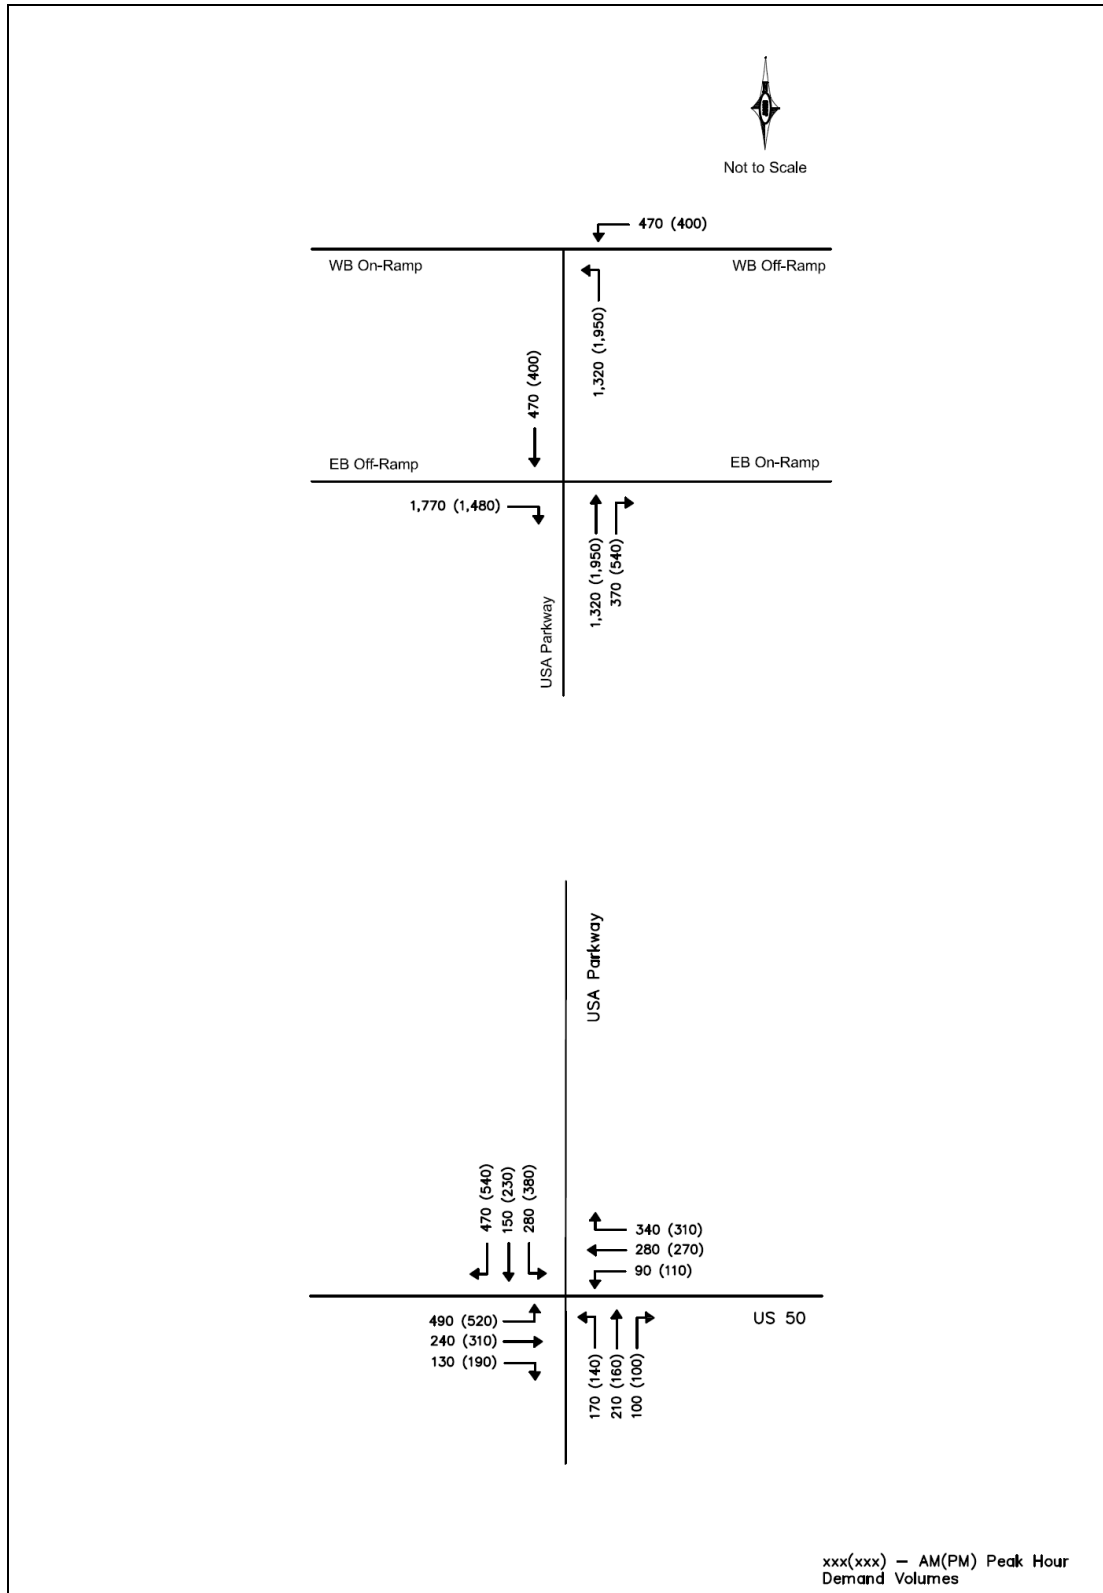 Not to Scale
470 (400)
WB On-Ramp
WB Off-Ramp
1,320 (1,950)
470 (400)
EB Off-Ramp
EB On-Ramp
1,770 (1,480)
1,320 (1,950)
370 (540)
USA Parkway
USA Parkway
470 (540)
150 (230)
280 (380)
340 (310)
280 (270)
90 (110)
US 50
490 (520)
240 (310)
130 (190)
170 (140)
210 (160)
100 (100)
xxx(xxx) – AM(PM) Peak Hour
Demand Volumes